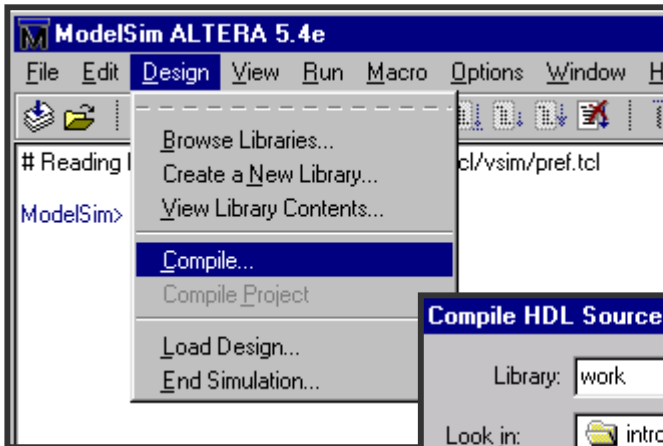 ModelSim ALTERA 5.4e
File Edit Design View Run Macro Options Window H
Browse Libraries...
# Reading cl/vsim/pref.tcl
Create a New Library...
ModelSim>
View Library Contents...
Compile...
Compile Project
Compile HDL Source
Load Design...
Library: work
End Simulation...
Look in: intro